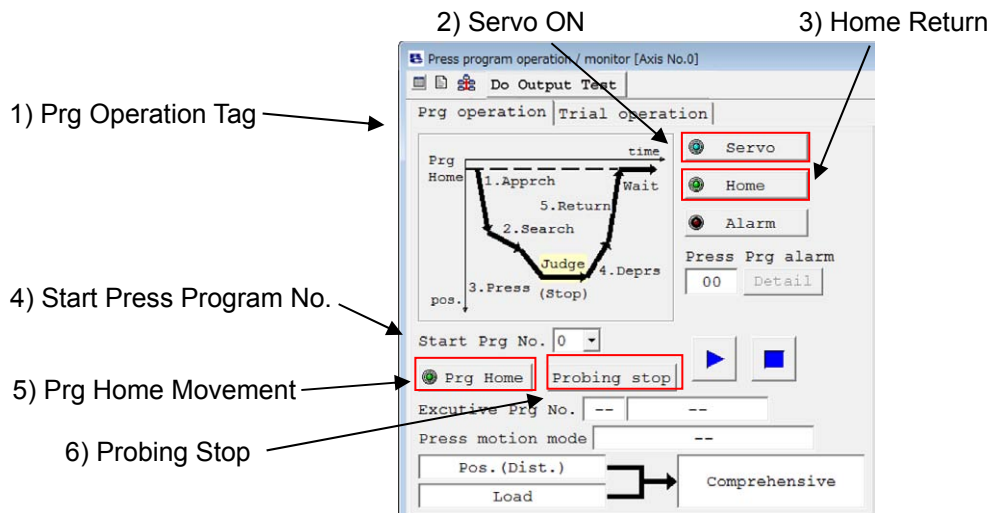 2) Servo ON
3) Home Return
Press program operation / monitor [Axis No.0]
Do Output Test
1) Prg Operation Tag
Prg operation Trial operation
time
Prg
Home
1.Apprch
Wait
5.Return
2.Search
Judge
4.Deprs
3.Press
(Stop)
pos.
Servo
Home
Alarm
Press Prg alarm
00 Detail
4) Start Press Program No.
Start Prg No. 0
5) Prg Home Movement
Prg Home Probing stop
6) Probing Stop
Excutive Prg No. -- --
Press motion mode --
Pos.(Dist.)
Load
Comprehensive